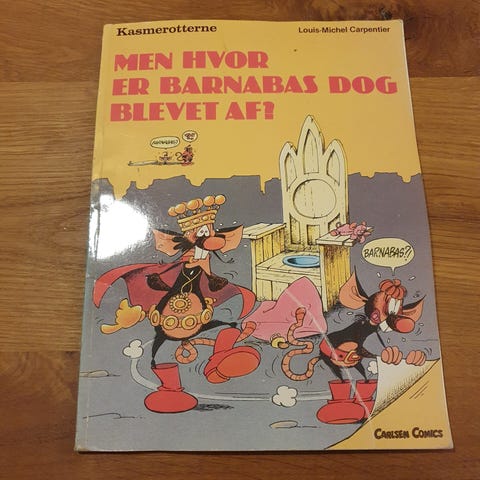 Kasmerotterne
Louis-Michel Carpentier
MEN HVOR
ER BARNABAS DOG
BLEVET AF?
BARNABAS?!
CARLSEN COMICS